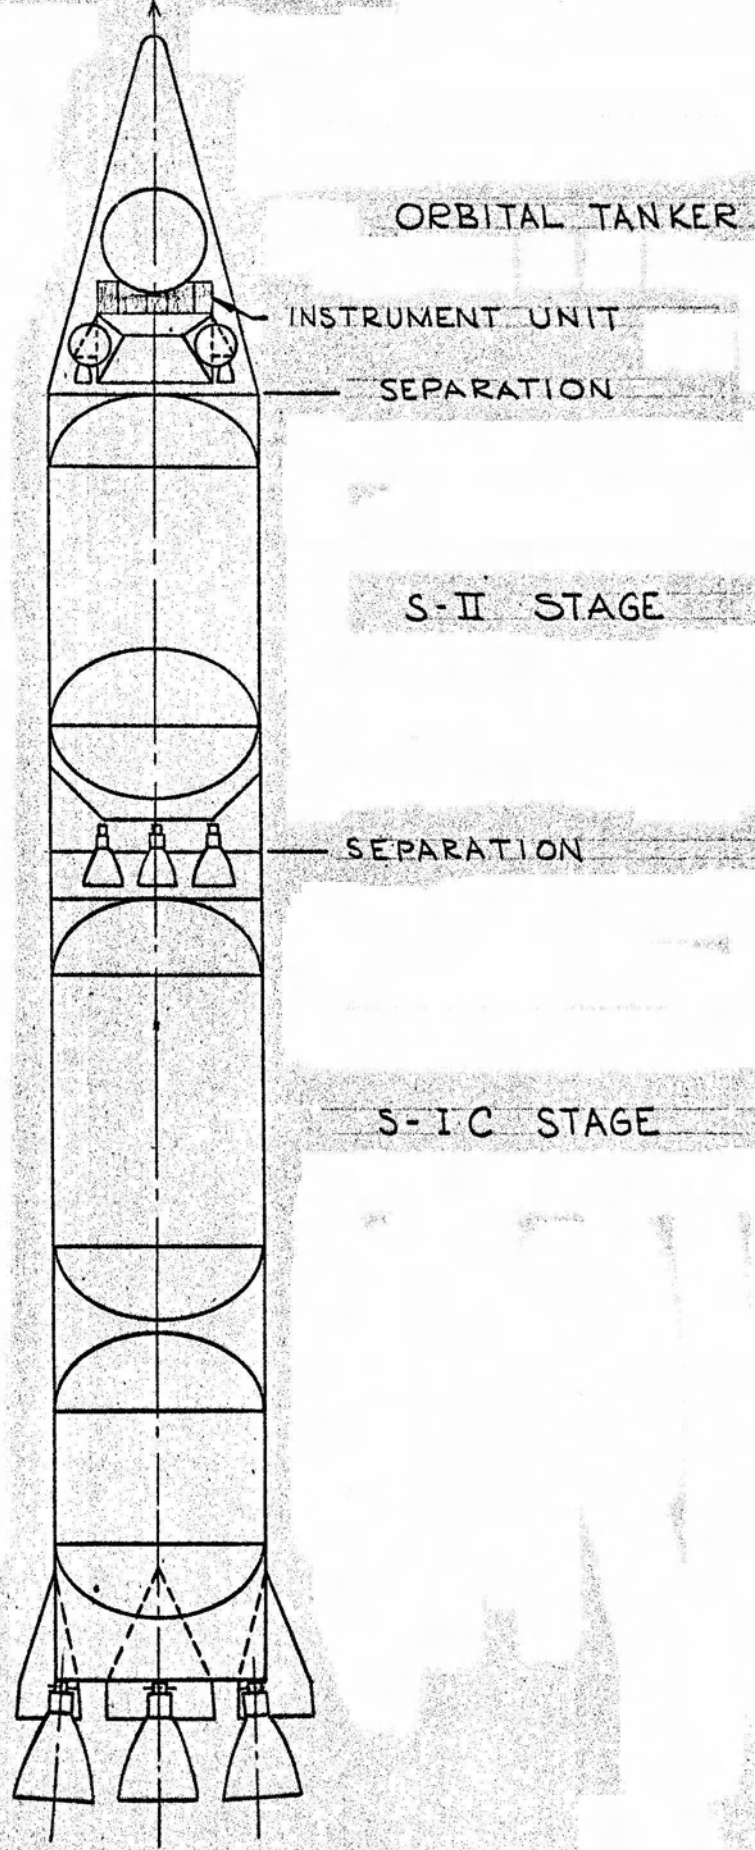 ORBITAL TANKER
INSTRUMENT UNIT
SEPARATION
S-II STAGE
SEPARATION
S-IC STAGE